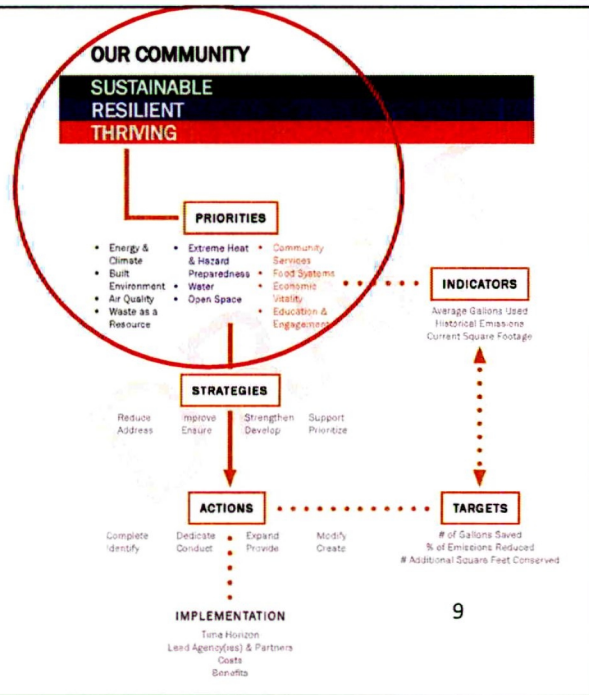 OUR COMMUNITY
SUSTAINABLE
RESILIENT
THRIVING
PRIORITIES
• Energy &
Climate
• Built
Environment
• Air Quality
• Waste as a
Resource
• Extreme Heat
& Hazard
Preparedness
• Water
• Open Space
• Community
Services
• Food Systems
• Economic
Vitality
• Education &
Engagement
INDICATORS
Average Gallons Used
Historical Emissions
Current Square Footage
STRATEGIES
Reduce Improve Strengthen Support
Address Ensure Develop Prioritize
ACTIONS
Complete Dedicate Expand Modify
Identify Conduct Provide Create
TARGETS
# of Gallons Saved
% of Emissions Reduced
# Additional Square Feet Conserved
IMPLEMENTATION
Time Horizon
Lead Agency(ies) & Partners
Costs
Benefits
9